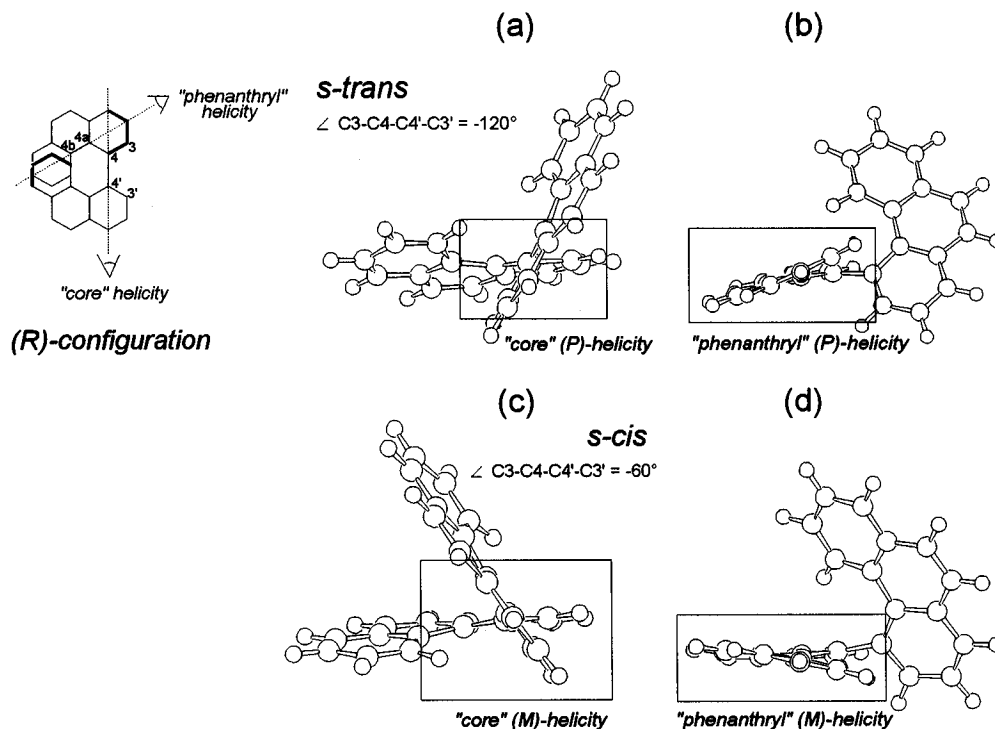 (a)
(b)
"phenanthryl"
helicity
s-trans
∠ C3-C4-C4'-C3' = -120°
4a
3
4b
4
4'
3'
"core" helicity
(R)-configuration
"core" (P)-helicity
"phenanthryl" (P)-helicity
(c)
(d)
s-cis
∠ C3-C4-C4'-C3' = -60°
"core" (M)-helicity
"phenanthryl" (M)-helicity